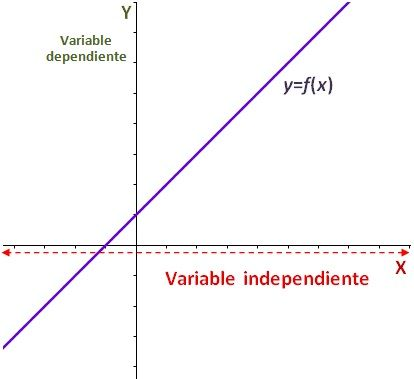 Y
Variable
dependiente
y=f(x)
X
Variable independiente